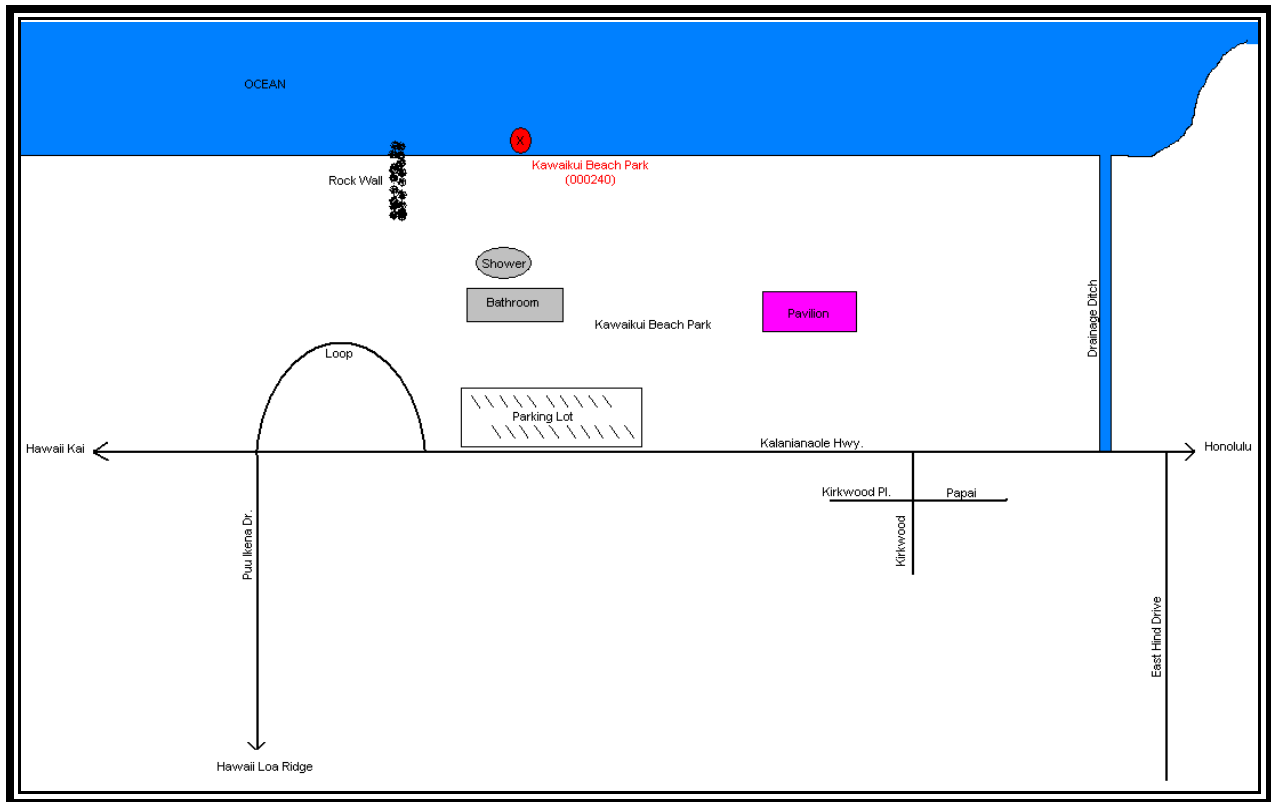 OCEAN
X
Kawaikui Beach Park
(000240)
Rock Wall
Shower
Bathroom
Pavilion
Kawaikui Beach Park
Drainage Ditch
Loop
Parking Lot
Hawaii Kai
Kalanianaole Hwy.
Honolulu
Kirkwood Pl.
Papai
Kirkwood
Puu Ikena Dr.
East Hind Drive
Hawaii Loa Ridge